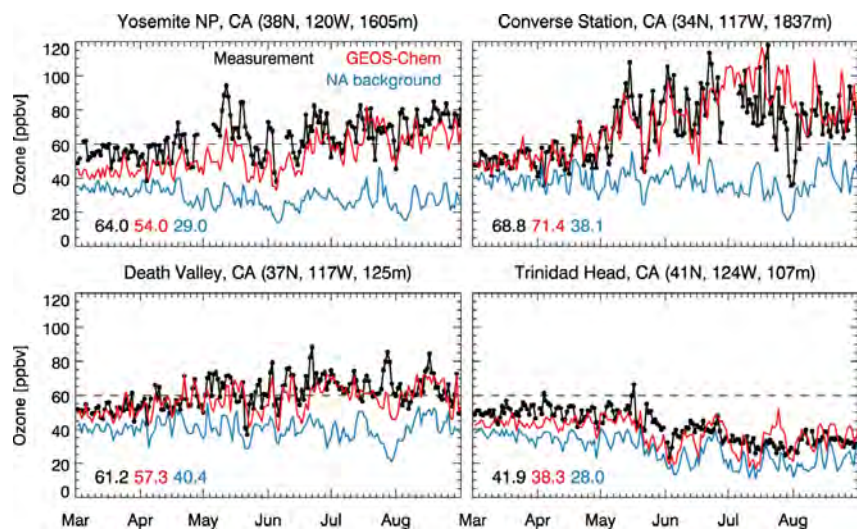 Yosemite NP, CA (38N, 120W, 1605m)
Converse Station, CA (34N, 117W, 1837m)
Measurement GEOS-Chem
NA background
Ozone [ppbv]
120
100
80
60
40
20
0
64.0 54.0 29.0
68.8 71.4 38.1
Death Valley, CA (37N, 117W, 125m)
Trinidad Head, CA (41N, 124W, 107m)
Ozone [ppbv]
120
100
80
60
40
20
0
61.2 57.3 40.4
41.9 38.3 28.0
Mar Apr May Jun Jul Aug
Mar Apr May Jun Jul Aug